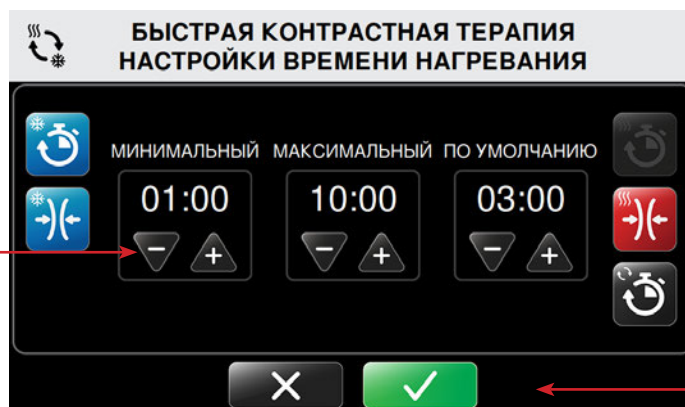 БЫСТРАЯ КОНТРАСТНАЯ ТЕРАПИЯ
НАСТРОЙКИ ВРЕМЕНИ НАГРЕВАНИЯ
МИНИМАЛЬНЫЙ МАКСИМАЛЬНЫЙ ПО УМОЛЧАНИЮ
01:00 10:00 03:00